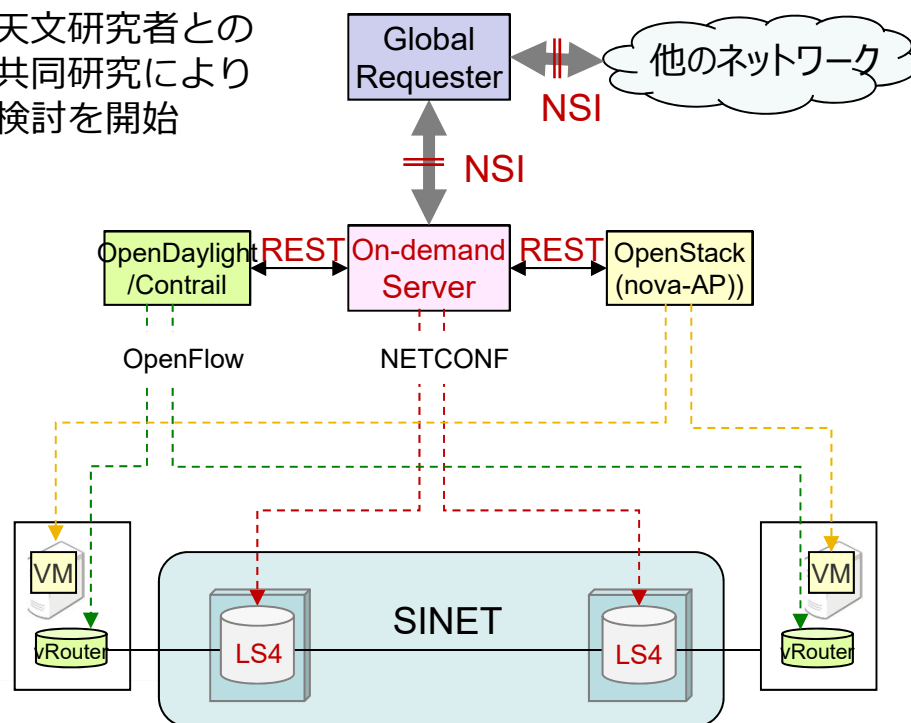 天文研究者との
共同研究により
検討を開始
Global
Requester
他のネットワーク
NSI
NSI
OpenDaylight
/Contrail
REST
On-demand
Server
REST
OpenStack
(nova-AP))
OpenFlow
NETCONF
VM
VM
SINET
vRouter
LS4
LS4
vRouter